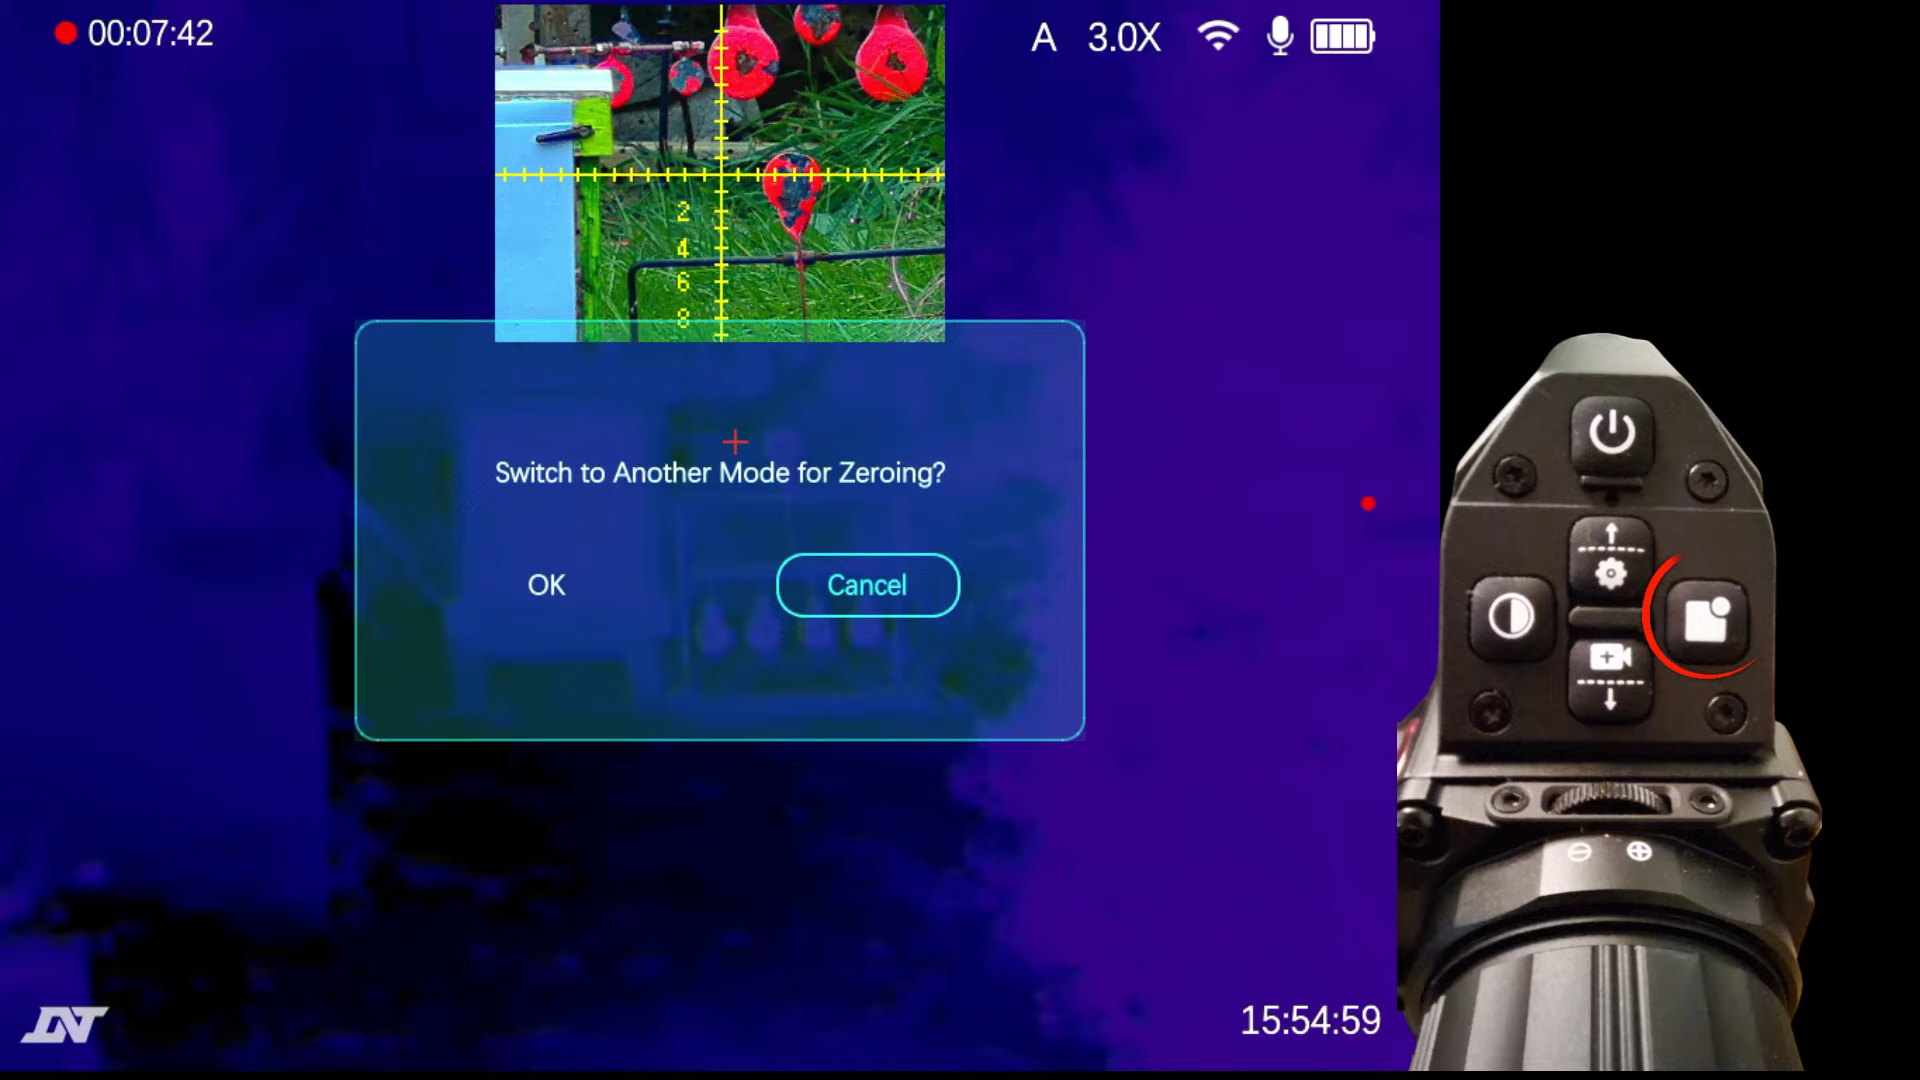 00:07:42
A 3.0X
2
4
6
8
Switch to Another Mode for Zeroing?
OK
Cancel
DNT
15:54:59